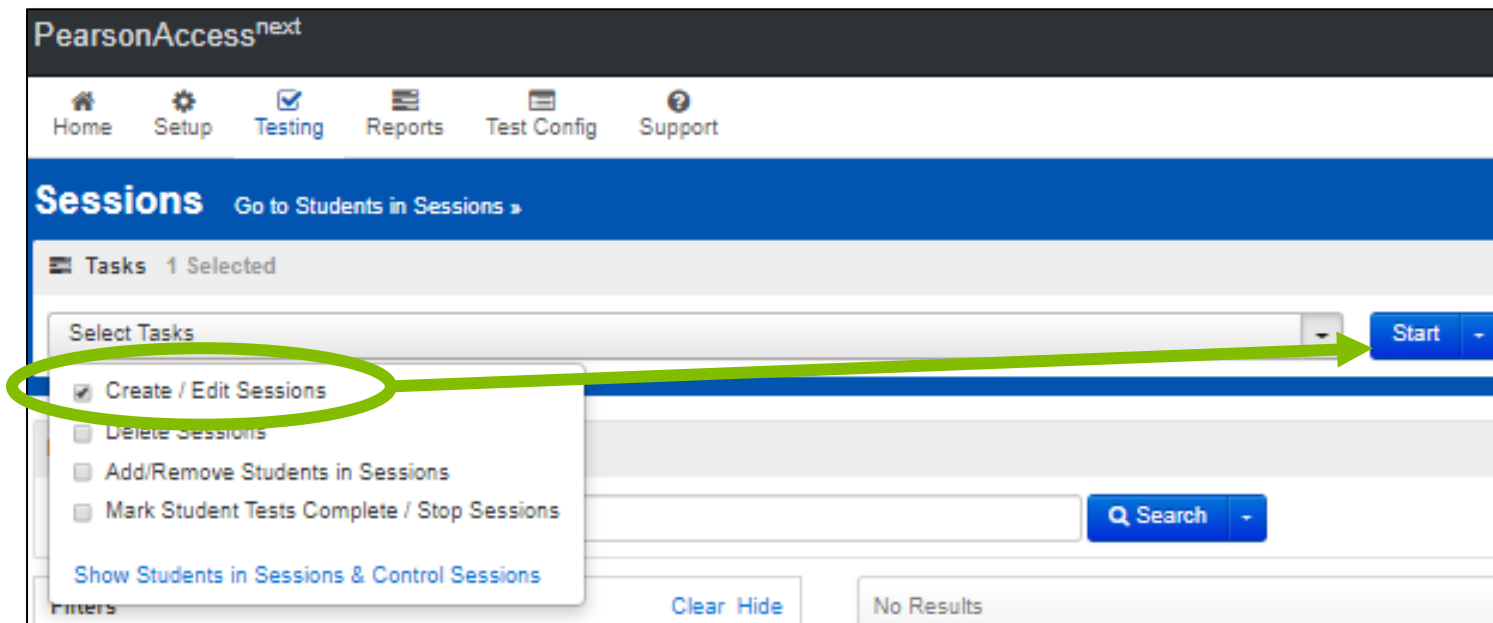 PearsonAccessnext
Home Setup Testing Reports Test Config Support
Sessions Go to Students in Sessions »
Tasks 1 Selected
Select Tasks Start
Create / Edit Sessions
Delete Sessions
Add/Remove Students in Sessions
Mark Student Tests Complete / Stop Sessions
Search
Show Students in Sessions & Control Sessions
Filters Clear Hide No Results